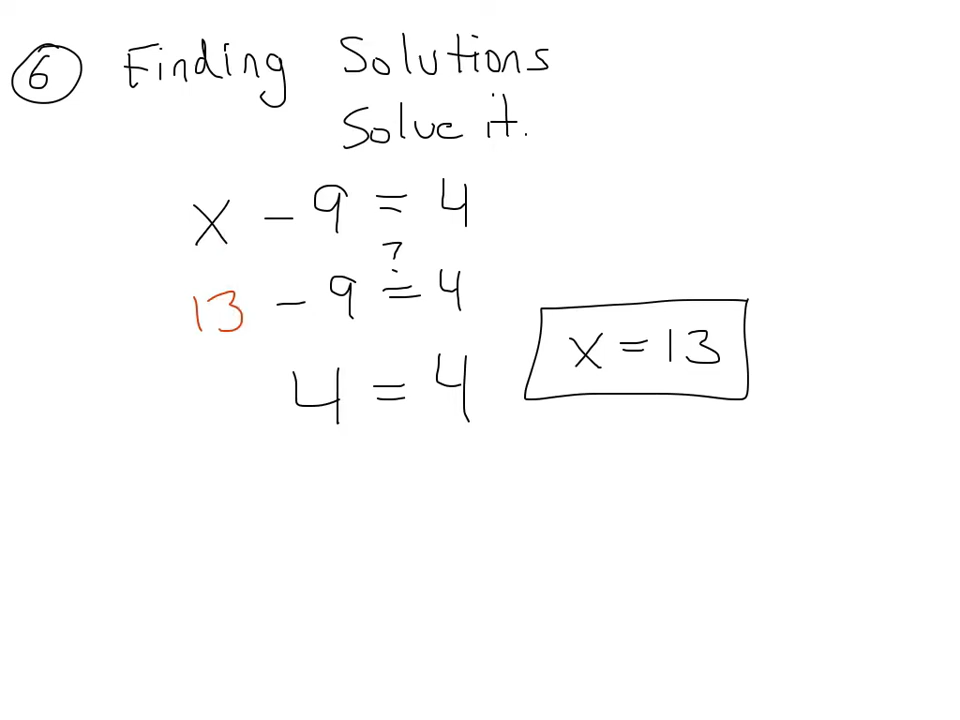 ⑥ Finding Solutions
Solve it.
x - 9 = 4
13 - 9 ≟ 4
x = 13
4 = 4